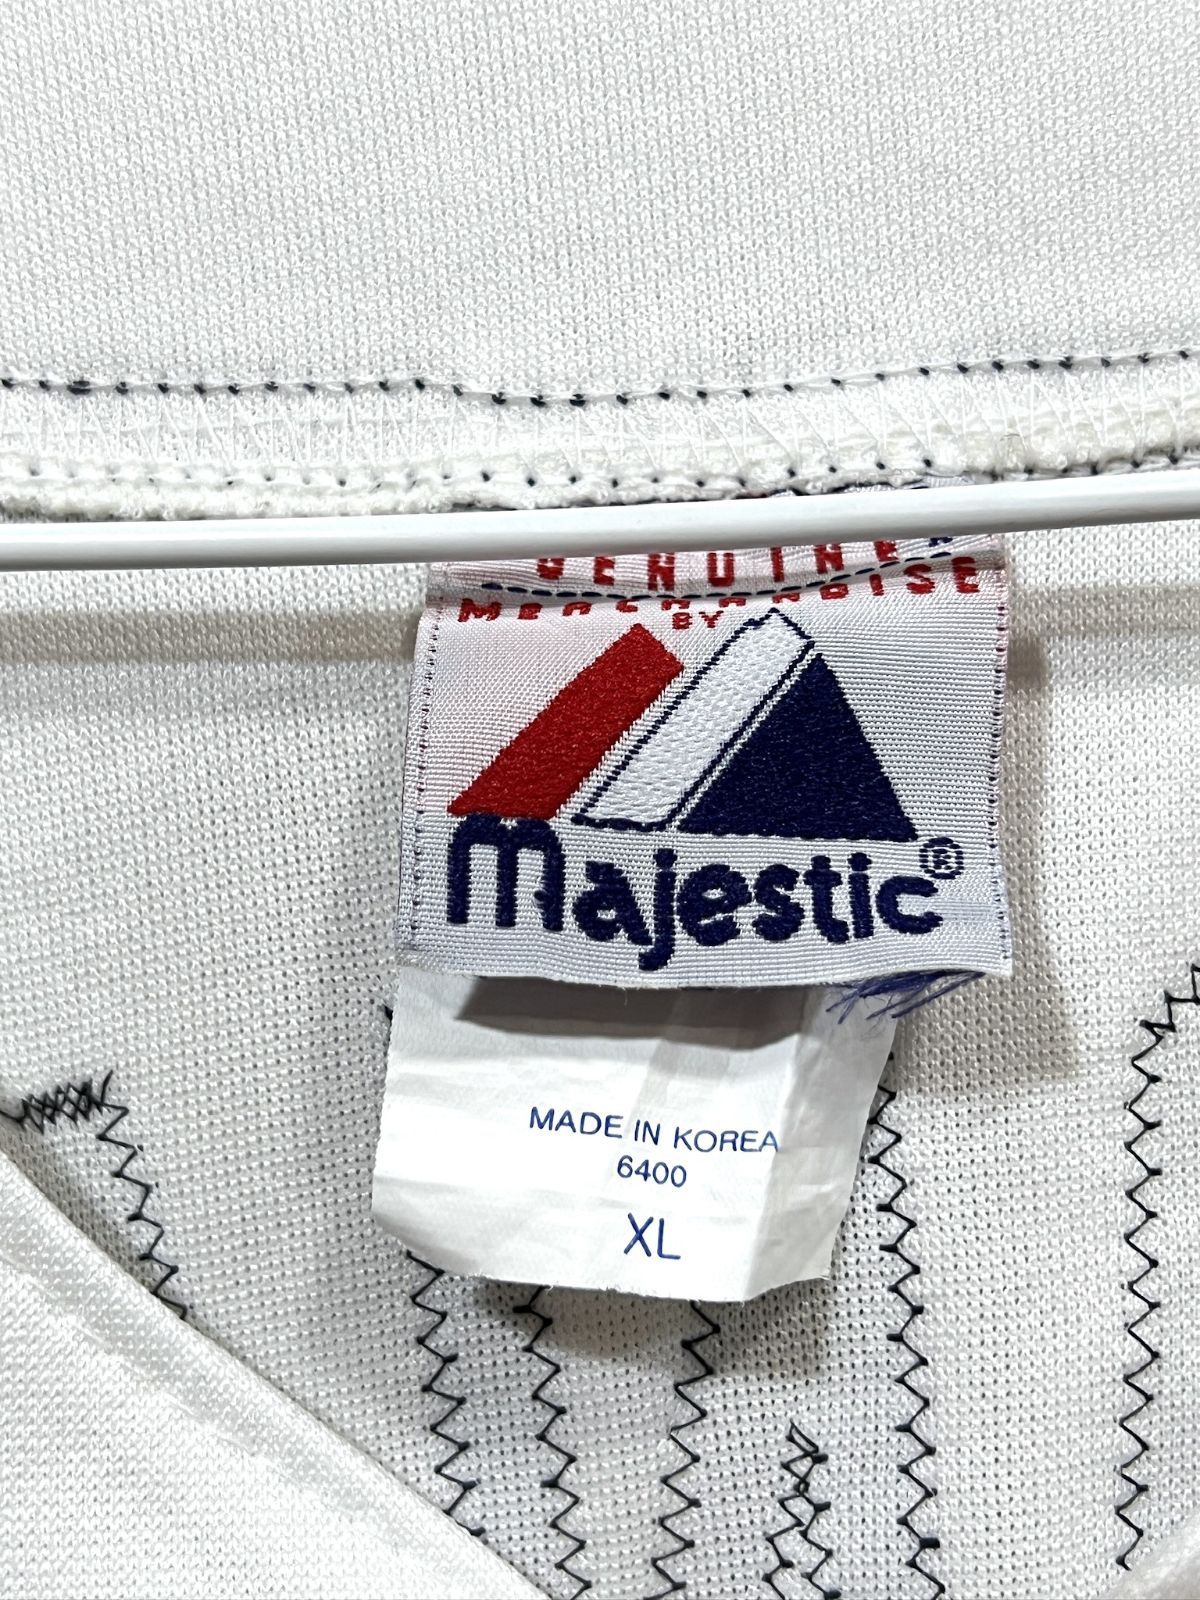 GENUINE
MERCHANDISE
BY
Majestic®
MADE IN KOREA
6400
XL